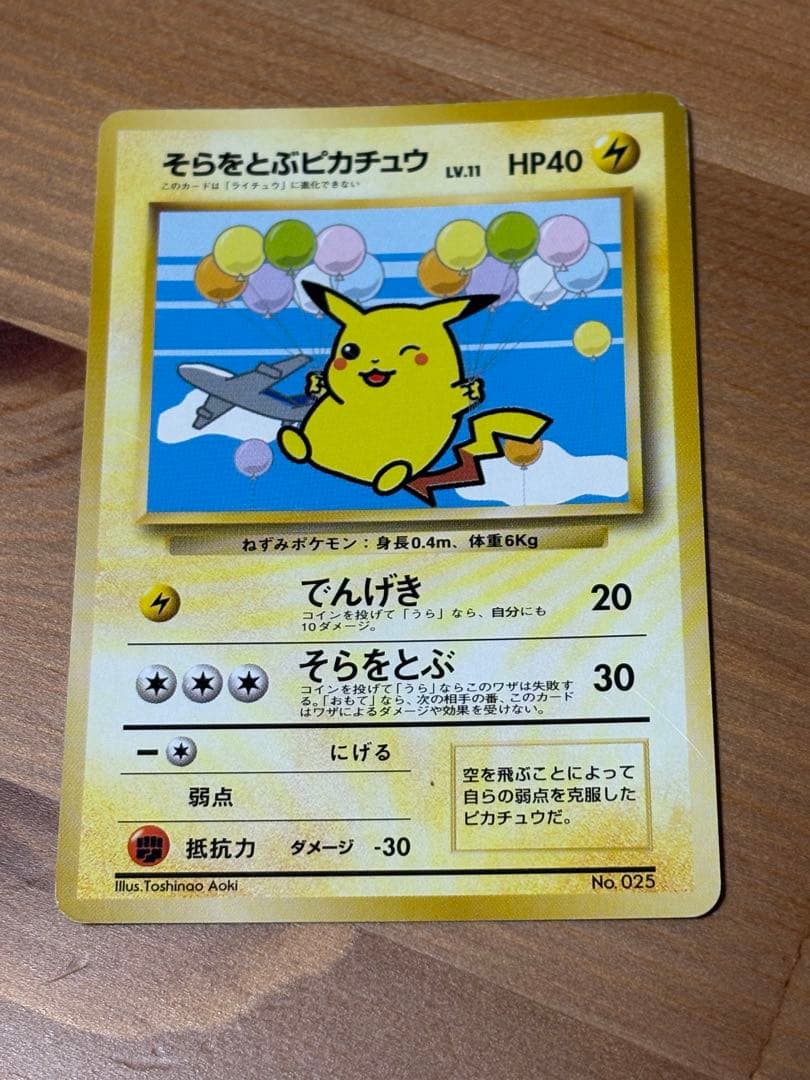 そらをとぶピカチュウ LV.11 HP40
このカードは「ライチュウ」に進化できない
ねずみポケモン：身長0.4m、体重6Kg
でんげき 20
コインを投げて「うら」なら、自分にも
10ダメージ。
そらをとぶ 30
コインを投げて「うら」ならこのワザは失敗す
る。「おもて」なら、次の相手の番、このカード
はワザによるダメージや効果を受けない。
にげる
弱点
抵抗力 ダメージ -30
空を飛ぶことによって
自らの弱点を克服した
ピカチュウだ。
Illus.Toshinao Aoki No. 025